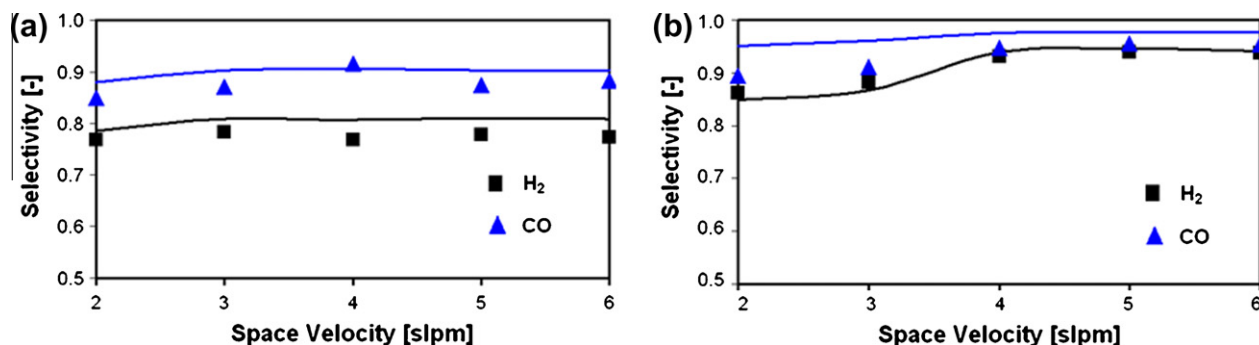 (a)
1.0
0.9
0.8
0.7
0.6
0.5
Selectivity [-]
H₂
CO
2 3 4 5 6
Space Velocity [slpm]
(b)
1.0
0.9
0.8
0.7
0.6
0.5
Selectivity [-]
H₂
CO
2 3 4 5 6
Space Velocity [slpm]